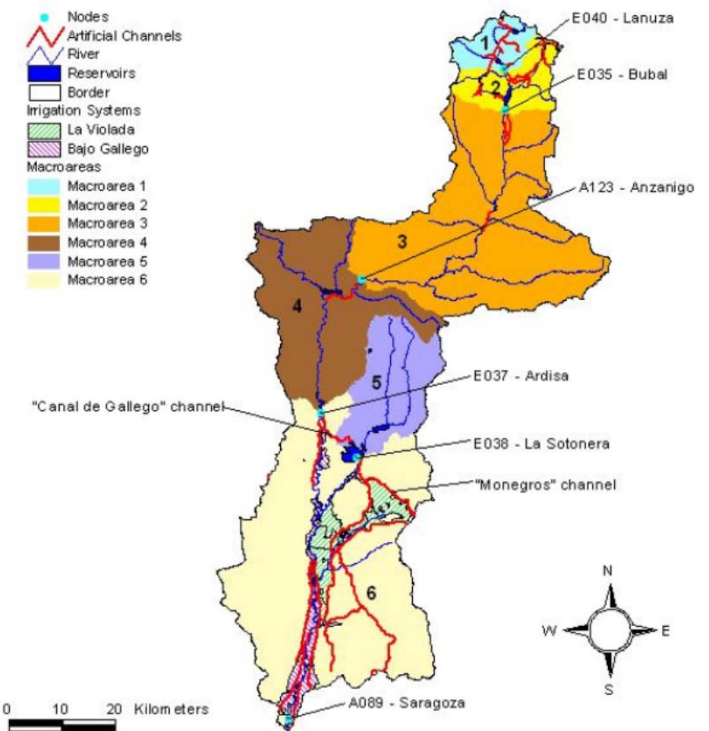 Nodes
Artificial Channels
River
Reservoirs
Border
Irrigation Systems
La Violada
Bajo Gallego
Macroareas
Macroarea 1
Macroarea 2
Macroarea 3
Macroarea 4
Macroarea 5
Macroarea 6
E040 - Lanuza
1
E035 - Bubal
2
A123 - Anzanigo
3
4
E037 - Ardisa
5
"Canal de Gallego" channel
E038 - La Sotonera
"Monegros" channel
6
N
W
E
S
A089 - Saragoza
0 10 20 Kilometers